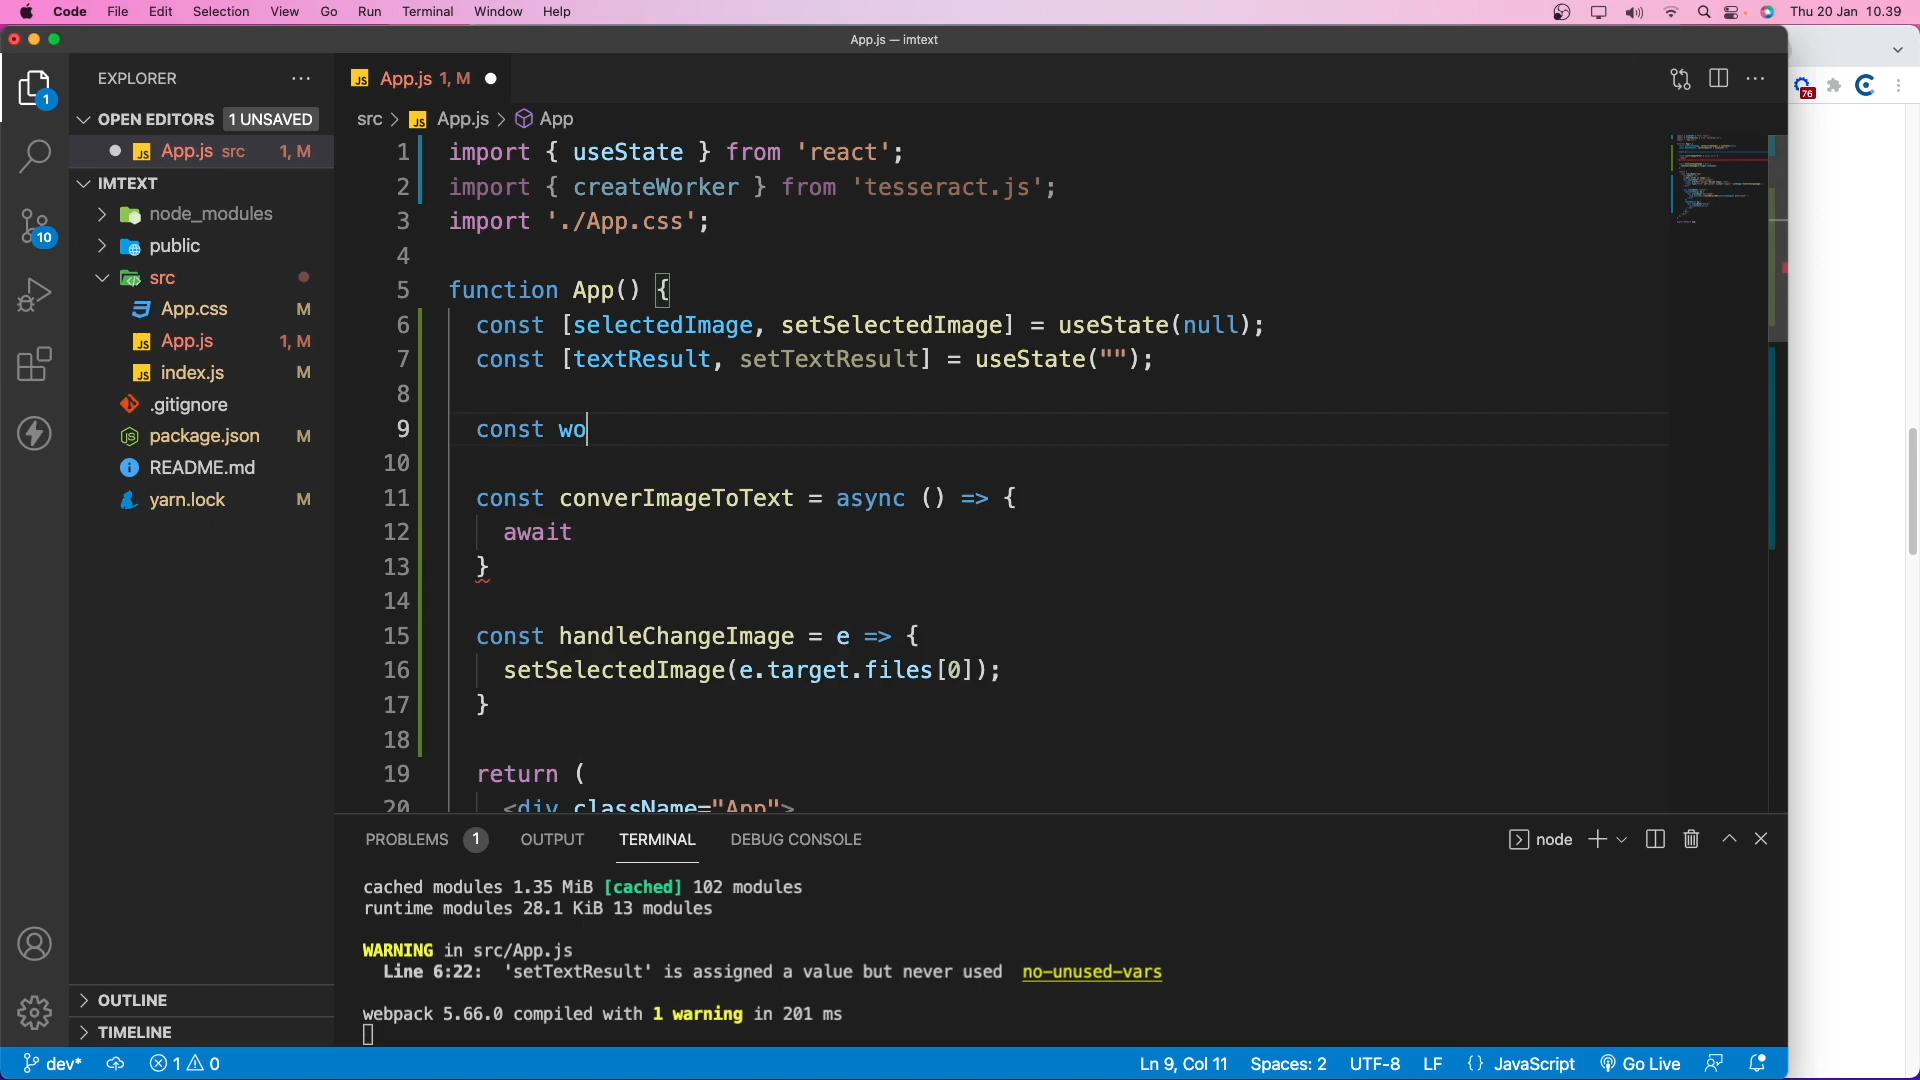 Code File Edit Selection View Go Run Terminal Window Help Thu 20 Jan 10.39
App.js — imtext
EXPLORER
App.js 1, M
76
OPEN EDITORS 1 UNSAVED
App.js src 1, M
IMTEXT
node_modules
public
src
App.css M
App.js 1, M
index.js M
.gitignore
package.json M
README.md
yarn.lock M
OUTLINE
TIMELINE
1
10
src > App.js > App
1 import { useState } from 'react';
2 import { createWorker } from 'tesseract.js';
3 import './App.css';
4
5 function App() {
6 const [selectedImage, setSelectedImage] = useState(null);
7 const [textResult, setTextResult] = useState("");
8
9 const wo
10
11 const converImageToText = async () => {
12 await
13 }
14
15 const handleChangeImage = e => {
16 setSelectedImage(e.target.files[0]);
17 }
18
19 return (
20 <div className="App">
PROBLEMS 1 OUTPUT TERMINAL DEBUG CONSOLE node
cached modules 1.35 MiB [cached] 102 modules
runtime modules 28.1 KiB 13 modules
WARNING in src/App.js
Line 6:22: 'setTextResult' is assigned a value but never used no-unused-vars
webpack 5.66.0 compiled with 1 warning in 201 ms
dev* 1 0 Ln 9, Col 11 Spaces: 2 UTF-8 LF {} JavaScript Go Live